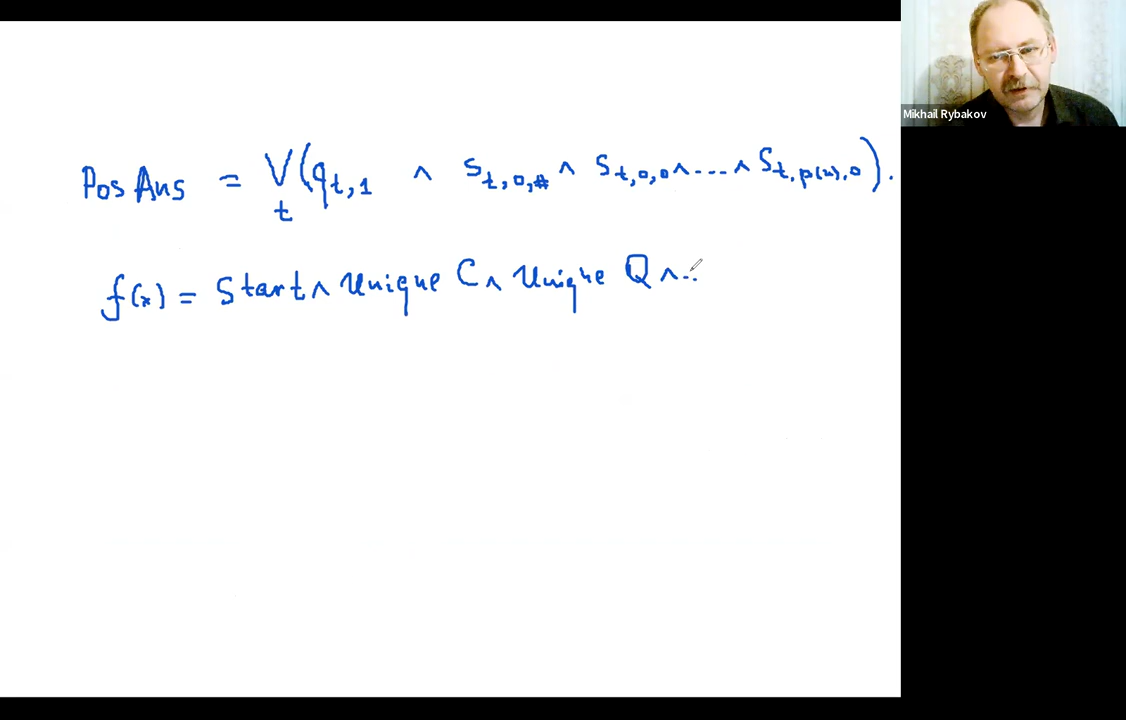 PosAns = ⋁(q_{t,1} ∧ S_{t,0,#} ∧ S_{t,0,0} ∧ ... ∧ S_{t,p(n),0}).
t
f(x) = Start ∧ Unique C ∧ Unique Q ∧ ..
Mikhail Rybakov